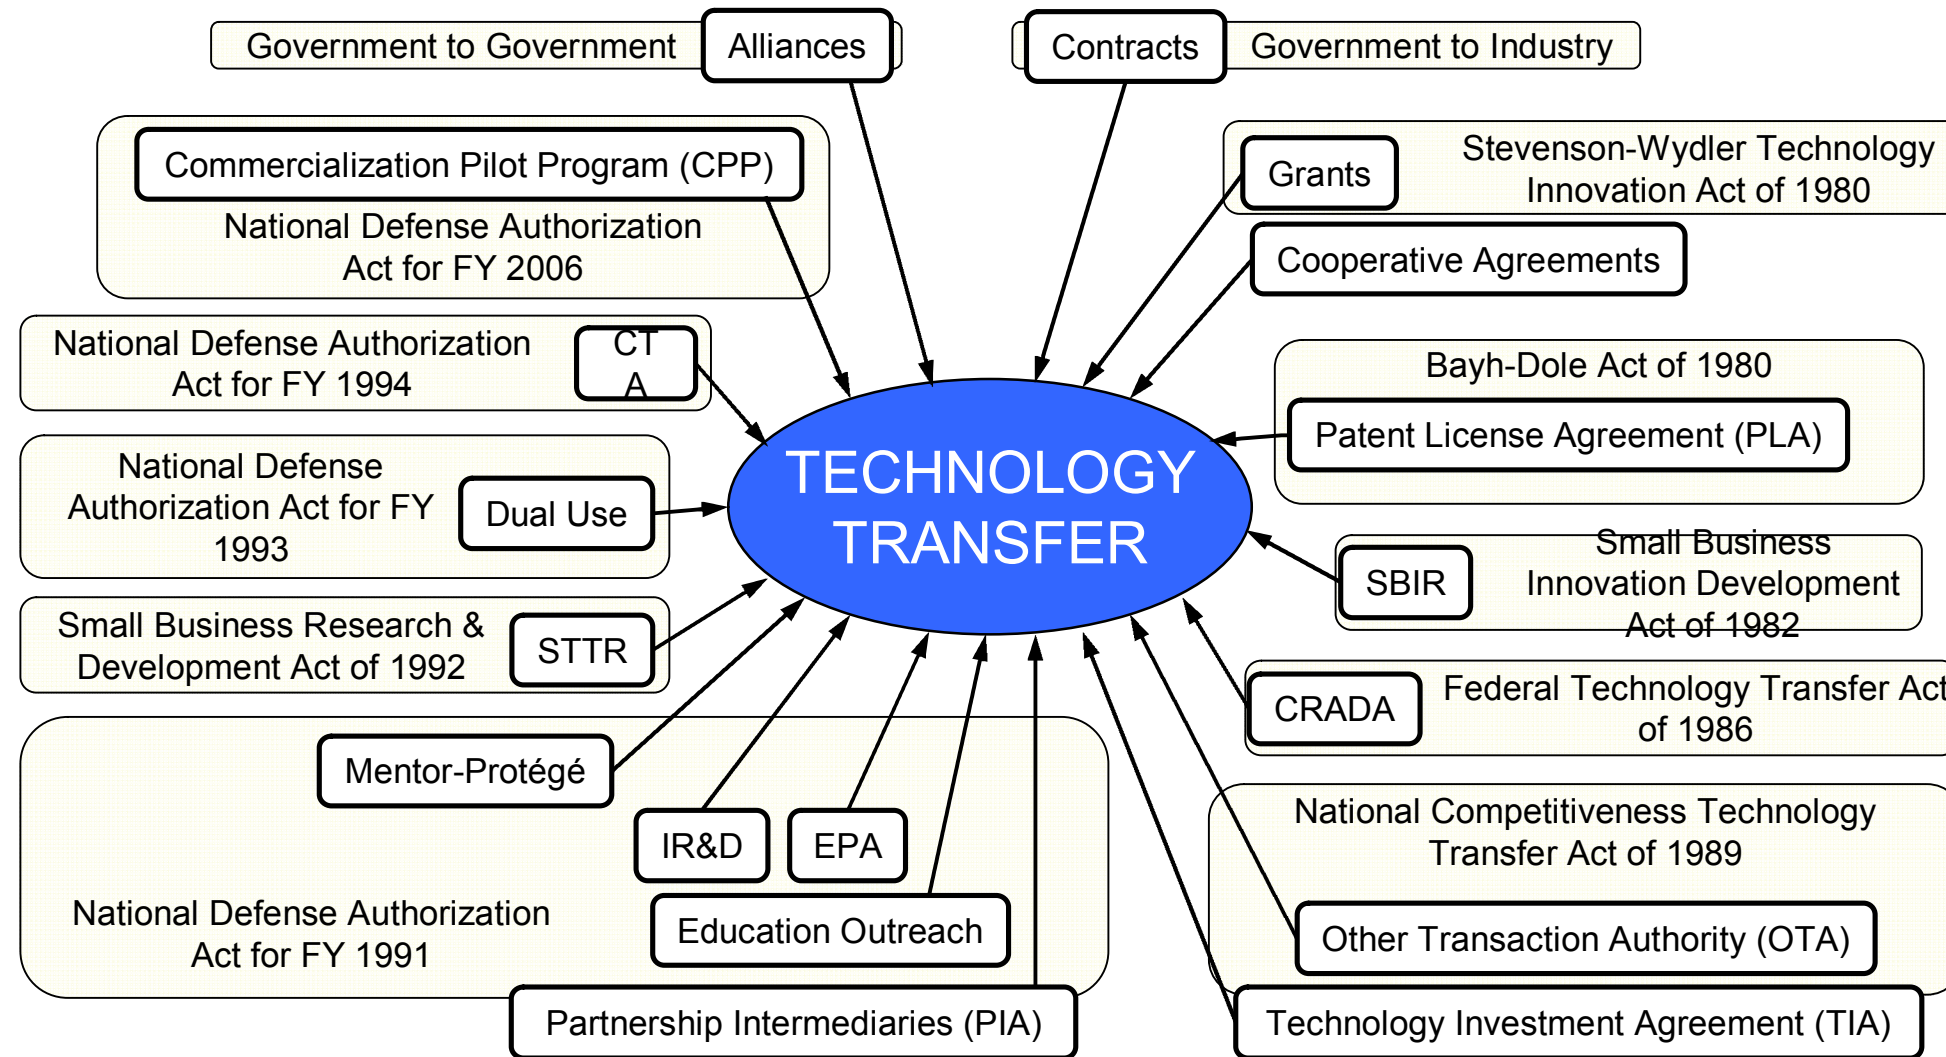 Government to Government
Alliances
Contracts
Government to Industry
Commercialization Pilot Program (CPP)
National Defense Authorization
Act for FY 2006
Grants
Stevenson-Wydler Technology
Innovation Act of 1980
Cooperative Agreements
National Defense Authorization
Act for FY 1994
CT
A
Bayh-Dole Act of 1980
Patent License Agreement (PLA)
National Defense
Authorization Act for FY
1993
Dual Use
TECHNOLOGY
TRANSFER
SBIR
Small Business
Innovation Development
Act of 1982
Small Business Research &
Development Act of 1992
STTR
CRADA
Federal Technology Transfer Act
of 1986
Mentor-Protégé
IR&D
EPA
Education Outreach
National Defense Authorization
Act for FY 1991
Partnership Intermediaries (PIA)
National Competitiveness Technology
Transfer Act of 1989
Other Transaction Authority (OTA)
Technology Investment Agreement (TIA)